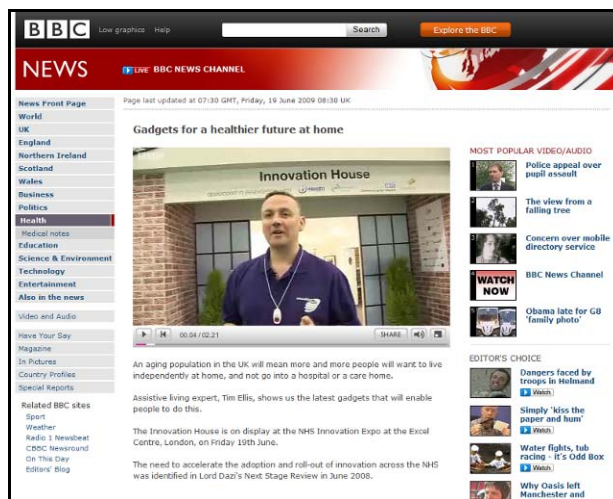 BBC
Low graphics Help
Search
Explore the BBC
NEWS
LIVE BBC NEWS CHANNEL
Page last updated at 07:30 GMT, Friday, 19 June 2009 08:30 UK
News Front Page
World
UK
England
Northern Ireland
Scotland
Wales
Business
Politics
Health
Medical notes
Education
Science & Environment
Technology
Entertainment
Also in the news
Video and Audio
Have Your Say
Magazine
In Pictures
Country Profiles
Special Reports
Related BBC sites
Sport
Weather
Radio 1 Newsbeat
CBBC Newsround
On This Day
Editors' Blog
Gadgets for a healthier future at home
Innovation House
00:04 / 02:21
SHARE
An aging population in the UK will mean more and more people will want to live
independently at home, and not go into a hospital or a care home.
Assistive living expert, Tim Ellis, shows us the latest gadgets that will enable
people to do this.
The Innovation House is on display at the NHS Innovation Expo at the Excel
Centre, London, on Friday 19th June.
The need to accelerate the adoption and roll-out of innovation across the NHS
was identified in Lord Dazi's Next Stage Review in June 2008.
MOST POPULAR VIDEO/AUDIO
1
Police appeal over
pupil assault
2
The view from a
falling tree
3
Concern over mobile
directory service
4
WATCH
NOW
BBC News Channel
5
Obama late for G8
'family photo'
EDITOR'S CHOICE
Dangers faced by
troops in Helmand
Watch
Simply 'kiss the
paper and hum'
Watch
Water fights, tub
racing - it's Odd Box
Watch
Why Oasis left
Manchester and